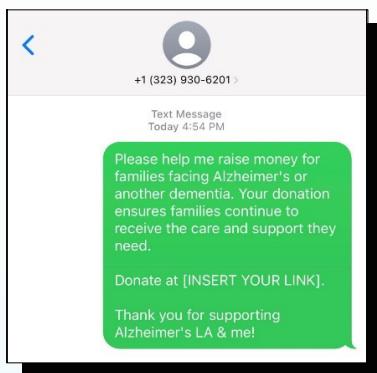 +1 (323) 930-6201 >
Text Message
Today 4:54 PM
Please help me raise money for
families facing Alzheimer's or
another dementia. Your donation
ensures families continue to
receive the care and support they
need.
Donate at [INSERT YOUR LINK].
Thank you for supporting
Alzheimer's LA & me!